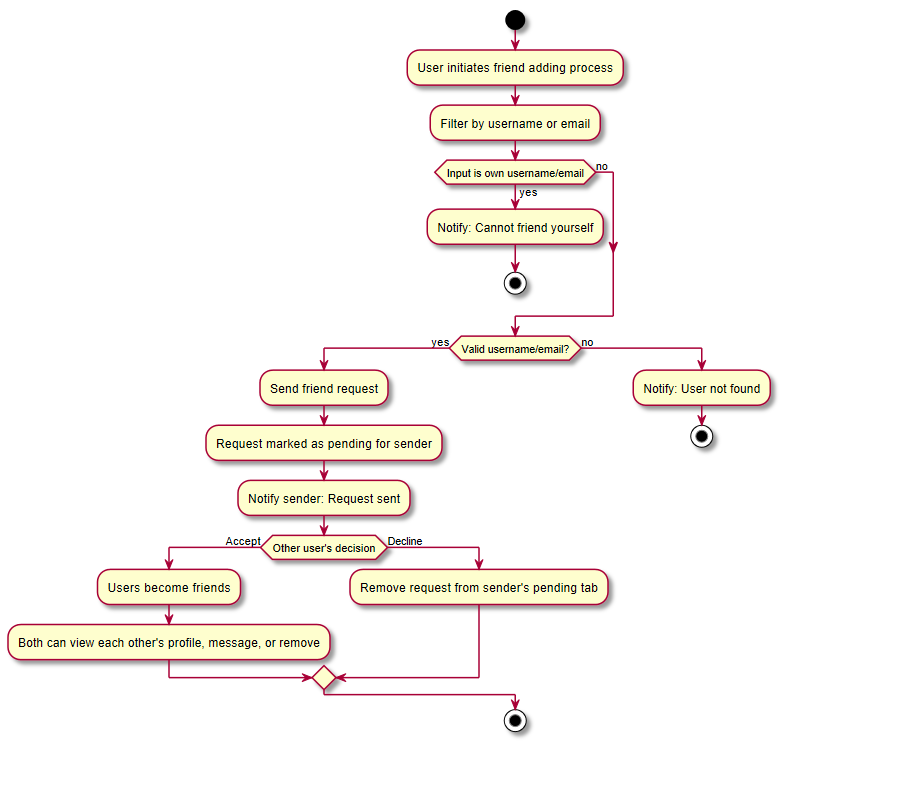 User initiates friend adding process
Filter by username or email
Input is own username/email
no
yes
Notify: Cannot friend yourself
yes
Valid username/email?
no
Send friend request
Notify: User not found
Request marked as pending for sender
Notify sender: Request sent
Accept
Other user's decision
Decline
Users become friends
Remove request from sender's pending tab
Both can view each other's profile, message, or remove